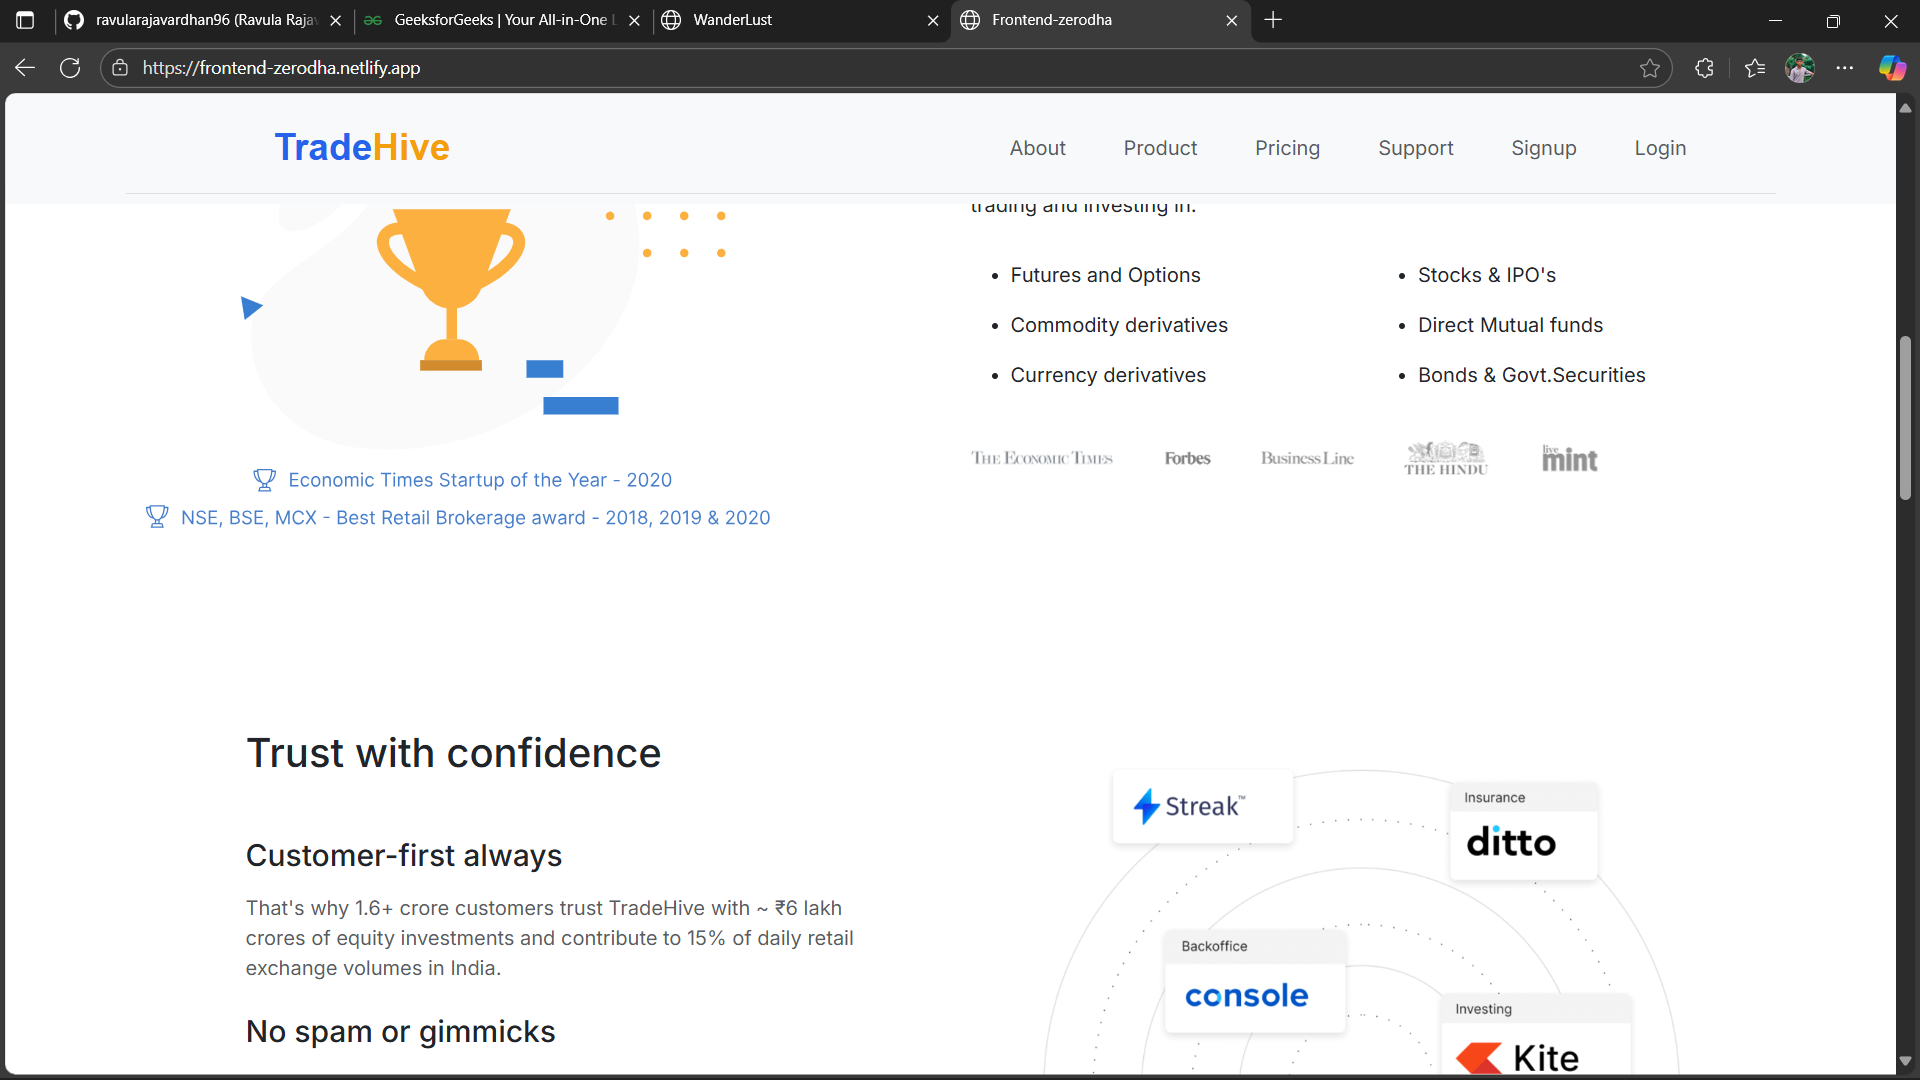 ravularajavardhan96 (Ravula Raja
GeeksforGeeks | Your All-in-One
WanderLust
Frontend-zerodha
https://frontend-zerodha.netlify.app
TradeHive
About
Product
Pricing
Support
Signup
Login
trading and investing in.
• Futures and Options
• Commodity derivatives
• Currency derivatives
• Stocks & IPO's
• Direct Mutual funds
• Bonds & Govt.Securities
THE ECONOMIC TIMES
Forbes
BusinessLine
THE HINDU
live
mint
Economic Times Startup of the Year - 2020
NSE, BSE, MCX - Best Retail Brokerage award - 2018, 2019 & 2020
Trust with confidence
Customer-first always
That's why 1.6+ crore customers trust TradeHive with ~ ₹6 lakh
crores of equity investments and contribute to 15% of daily retail
exchange volumes in India.
No spam or gimmicks
Streak™
Insurance
ditto
Backoffice
console
Investing
Kite